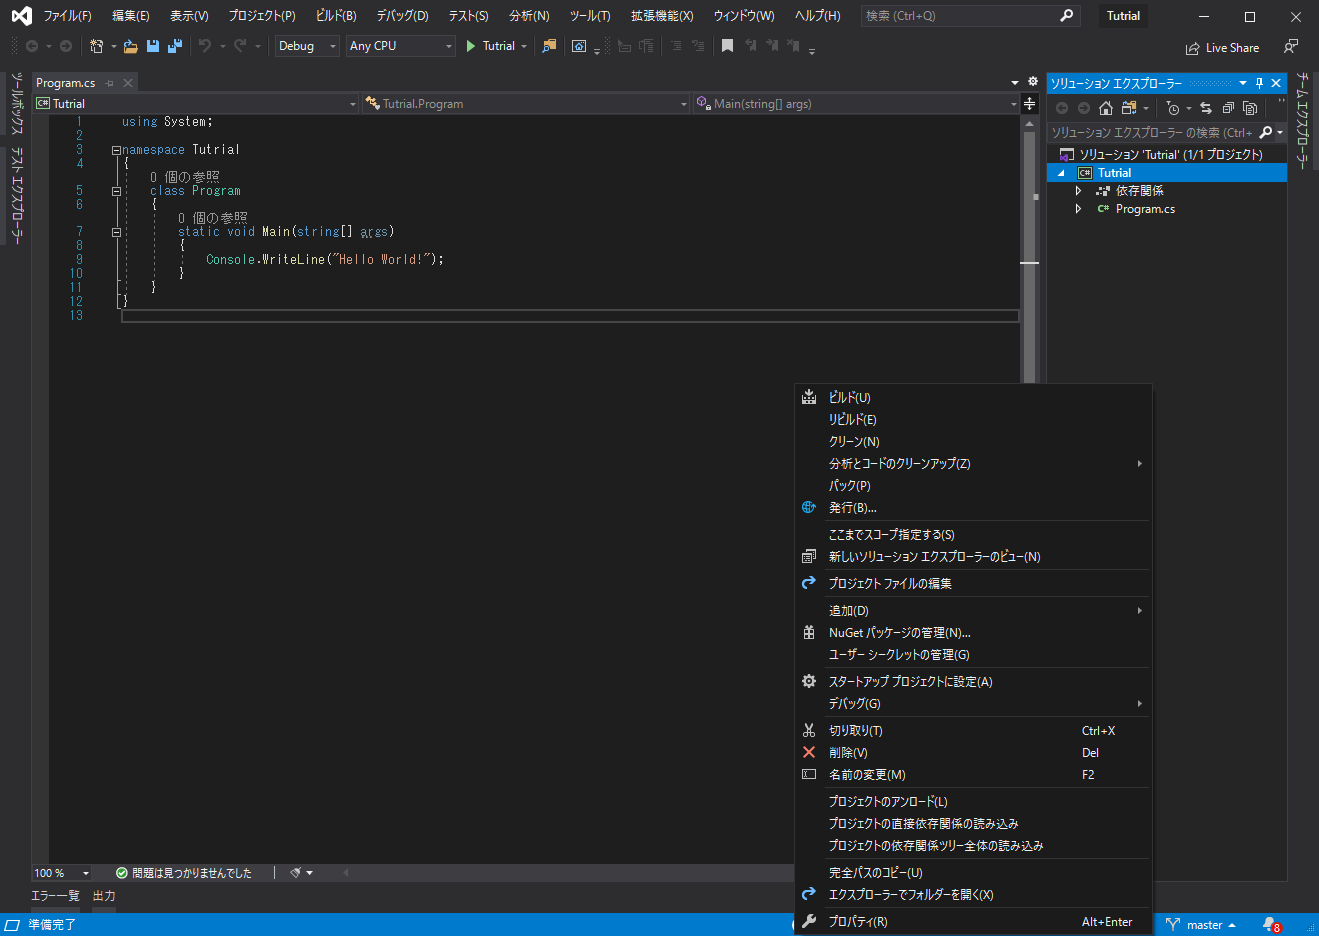 ファイル(F) 編集(E) 表示(V) プロジェクト(P) ビルド(B) デバッグ(D) テスト(S) 分析(N) ツール(T) 拡張機能(X) ウィンドウ(W) ヘルプ(H) 検索 (Ctrl+Q) Tutrial
Debug Any CPU Tutrial Live Share
ツールボックス
テスト エクスプローラー
Program.cs
C# Tutrial Tutrial.Program Main(string[] args)
1 using System;
2
3 namespace Tutrial
4 {
0 個の参照
5 class Program
6 {
0 個の参照
7 static void Main(string[] args)
8 {
9 Console.WriteLine("Hello World!");
10 }
11 }
12 }
13
ソリューション エクスプローラー
ソリューション エクスプローラー の検索 (Ctrl+
ソリューション 'Tutrial' (1/1 プロジェクト)
C# Tutrial
依存関係
C# Program.cs
チーム エクスプローラー
ビルド(U)
リビルド(E)
クリーン(N)
分析とコードのクリーンアップ(Z)
パック(P)
発行(B)...
ここまでスコープ指定する(S)
新しいソリューション エクスプローラーのビュー(N)
プロジェクト ファイルの編集
追加(D)
NuGet パッケージの管理(N)...
ユーザー シークレットの管理(G)
スタートアップ プロジェクトに設定(A)
デバッグ(G)
切り取り(T) Ctrl+X
削除(V) Del
名前の変更(M) F2
プロジェクトのアンロード(L)
プロジェクトの直接依存関係の読み込み
プロジェクトの依存関係ツリー全体の読み込み
完全パスのコピー(U)
エクスプローラーでフォルダーを開く(X)
プロパティ(R) Alt+Enter
100 % 問題は見つかりませんでした
エラー一覧 出力
準備完了 master 8